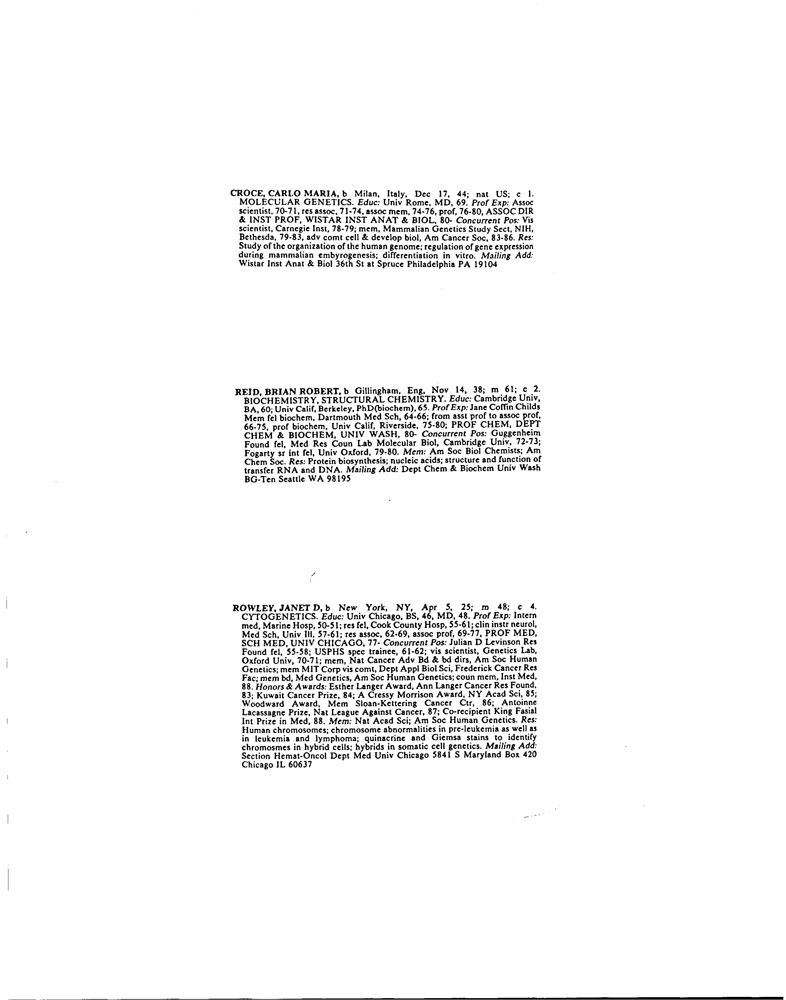 CROCE, CARLO MARIA, b Milan, Italy, Dec 17, 44; nat US; c 1.
MOLECULAR GENETICS. Educ: Univ Rome, MD, 69. Prof Exp: Assoc
scientist, 70-71, res assoc, 71-74, assoc mem, 74-76, prof, 76-80, ASSOC DIR
& INST PROF, WISTAR INST ANAT & BIOL, 80- Concurrent Pos: Vis
scientist, Carnegie Inst, 78-79; mem, Mammalian Genetics Study Sect, NIH,
Bethesda, 79-83, adv comt cell & develop biol, Am Cancer Soc, 83-86. Res:
Study of the organization of the human genome; regulation of gene expression
during mammalian embyrogenesis; differentiation in vitro. Mailing Add:
Wistar Inst Anat & Biol 36th St at Spruce Philadelphia PA 19104
REID, BRIAN ROBERT, b Gillingham, Eng, Nov 14, 38; m 61; c 2.
BIOCHEMISTRY, STRUCTURAL CHEMISTRY. Educ: Cambridge Univ,
BA, 60; Univ Calif, Berkeley, PhD(biochem), 65. Prof Exp: Jane Coffin Childs
Mem fel biochem, Dartmouth Med Sch, 64-66; from asst prof to assoc prof,
66-75, prof biochem, Univ Calif, Riverside, 75-80; PROF CHEM, DEPT
CHEM & BIOCHEM, UNIV WASH, 80- Concurrent Pos: Guggenheim
Found fel, Med Res Coun Lab Molecular Biol, Cambridge Univ, 72-73;
Fogarty sr int fel, Univ Oxford, 79-80. Mem: Am Soc Biol Chemists; Am
Chem Soc. Res: Protein biosynthesis; nucleic acids; structure and function of
transfer RNA and DNA. Mailing Add: Dept Chem & Biochem Univ Wash
BG-Ten Seattle WA 98195
ROWLEY, JANET D, b New York, NY, Apr 5, 25; m 48; c 4.
CYTOGENETICS. Educ: Univ Chicago, BS, 46, MD, 48. Prof Exp: Intern
med, Marine Hosp, 50-51; res fel, Cook County Hosp, 55-61; clin instr neurol,
Med Sch, Univ Ill, 57-61; res assoc, 62-69, assoc prof, 69-77, PROF MED,
SCH MED, UNIV CHICAGO, 77- Concurrent Pos: Julian D Levinson Res
Found fel, 55-58; USPHS spec trainee, 61-62; vis scientist, Genetics Lab,
Oxford Univ, 70-71; mem, Nat Cancer Adv Bd & bd dirs, Am Soc Human
Genetics; mem MIT Corp vis comt, Dept Appl Biol Sci, Frederick Cancer Res
Fac; mem bd, Med Genetics, Am Soc Human Genetics; coun mem, Inst Med,
88. Honors & Awards: Esther Langer Award, Ann Langer Cancer Res Found,
83; Kuwait Cancer Prize, 84; A Cressy Morrison Award, NY Acad Sci, 85;
Woodward Award, Mem Sloan-Kettering Cancer Ctr, 86; Antoinne
Lacassagne Prize, Nat League Against Cancer, 87; Co-recipient King Fasial
Int Prize in Med, 88. Mem: Nat Acad Sci; Am Soc Human Genetics. Res:
Human chromosomes; chromosome abnormalities in pre-leukemia as well as
in leukemia and lymphoma; quinacrine and Giemsa stains to identify
chromosmes in hybrid cells; hybrids in somatic cell genetics. Mailing Add:
Section Hemat-Oncol Dept Med Univ Chicago 5841 S Maryland Box 420
Chicago IL 60637